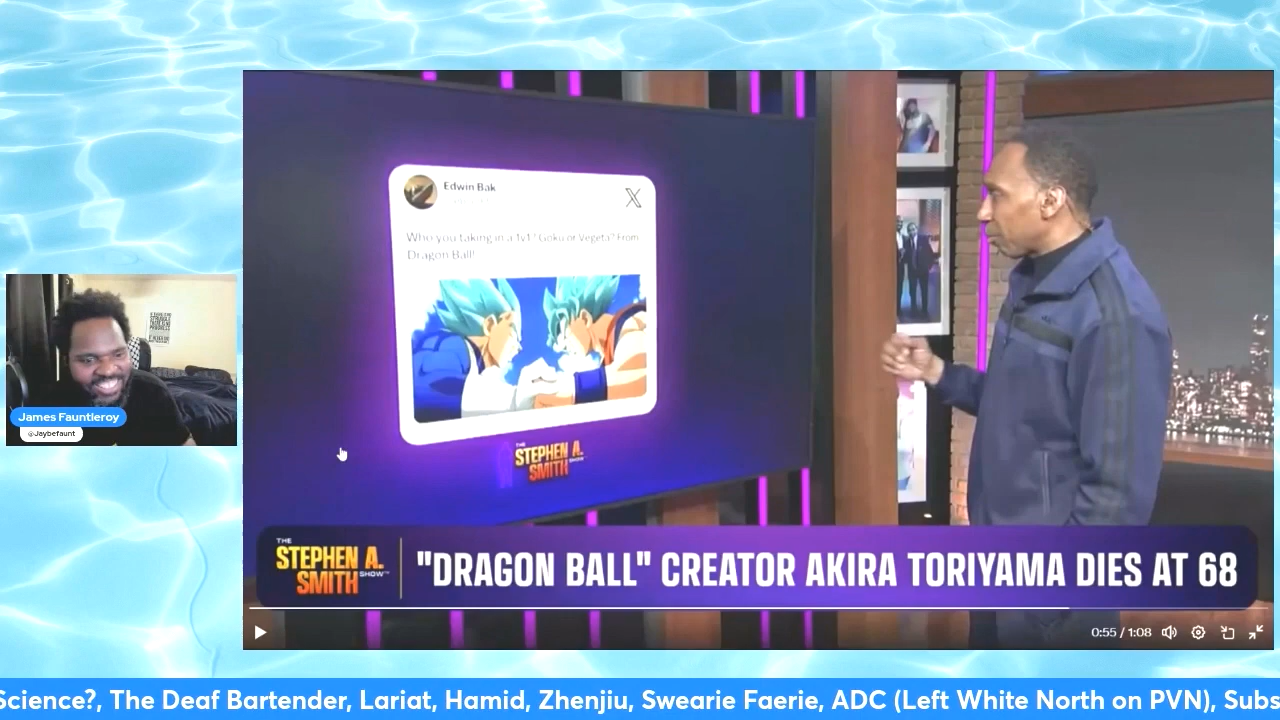 Edwin Bak
Who you taking in a 1v1? Goku or Vegeta? From
Dragon Ball!
THE
STEPHEN A.
SMITH
SHOW
THE
STEPHEN A.
SMITH
SHOW™
"DRAGON BALL" CREATOR AKIRA TORIYAMA DIES AT 68
0:55 / 1:08
James Fauntleroy
@Jaybefaunt
Science?, The Deaf Bartender, Lariat, Hamid, Zhenjiu, Swearie Faerie, ADC (Left White North on PVN), Subs